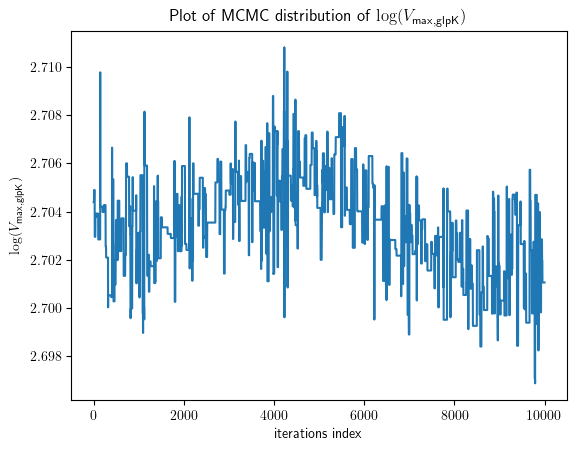 Plot of MCMC distribution of log(V_max,glpK)
log(V_max,glpK)
2.710
2.708
2.706
2.704
2.702
2.700
2.698
0 2000 4000 6000 8000 10000
iterations index